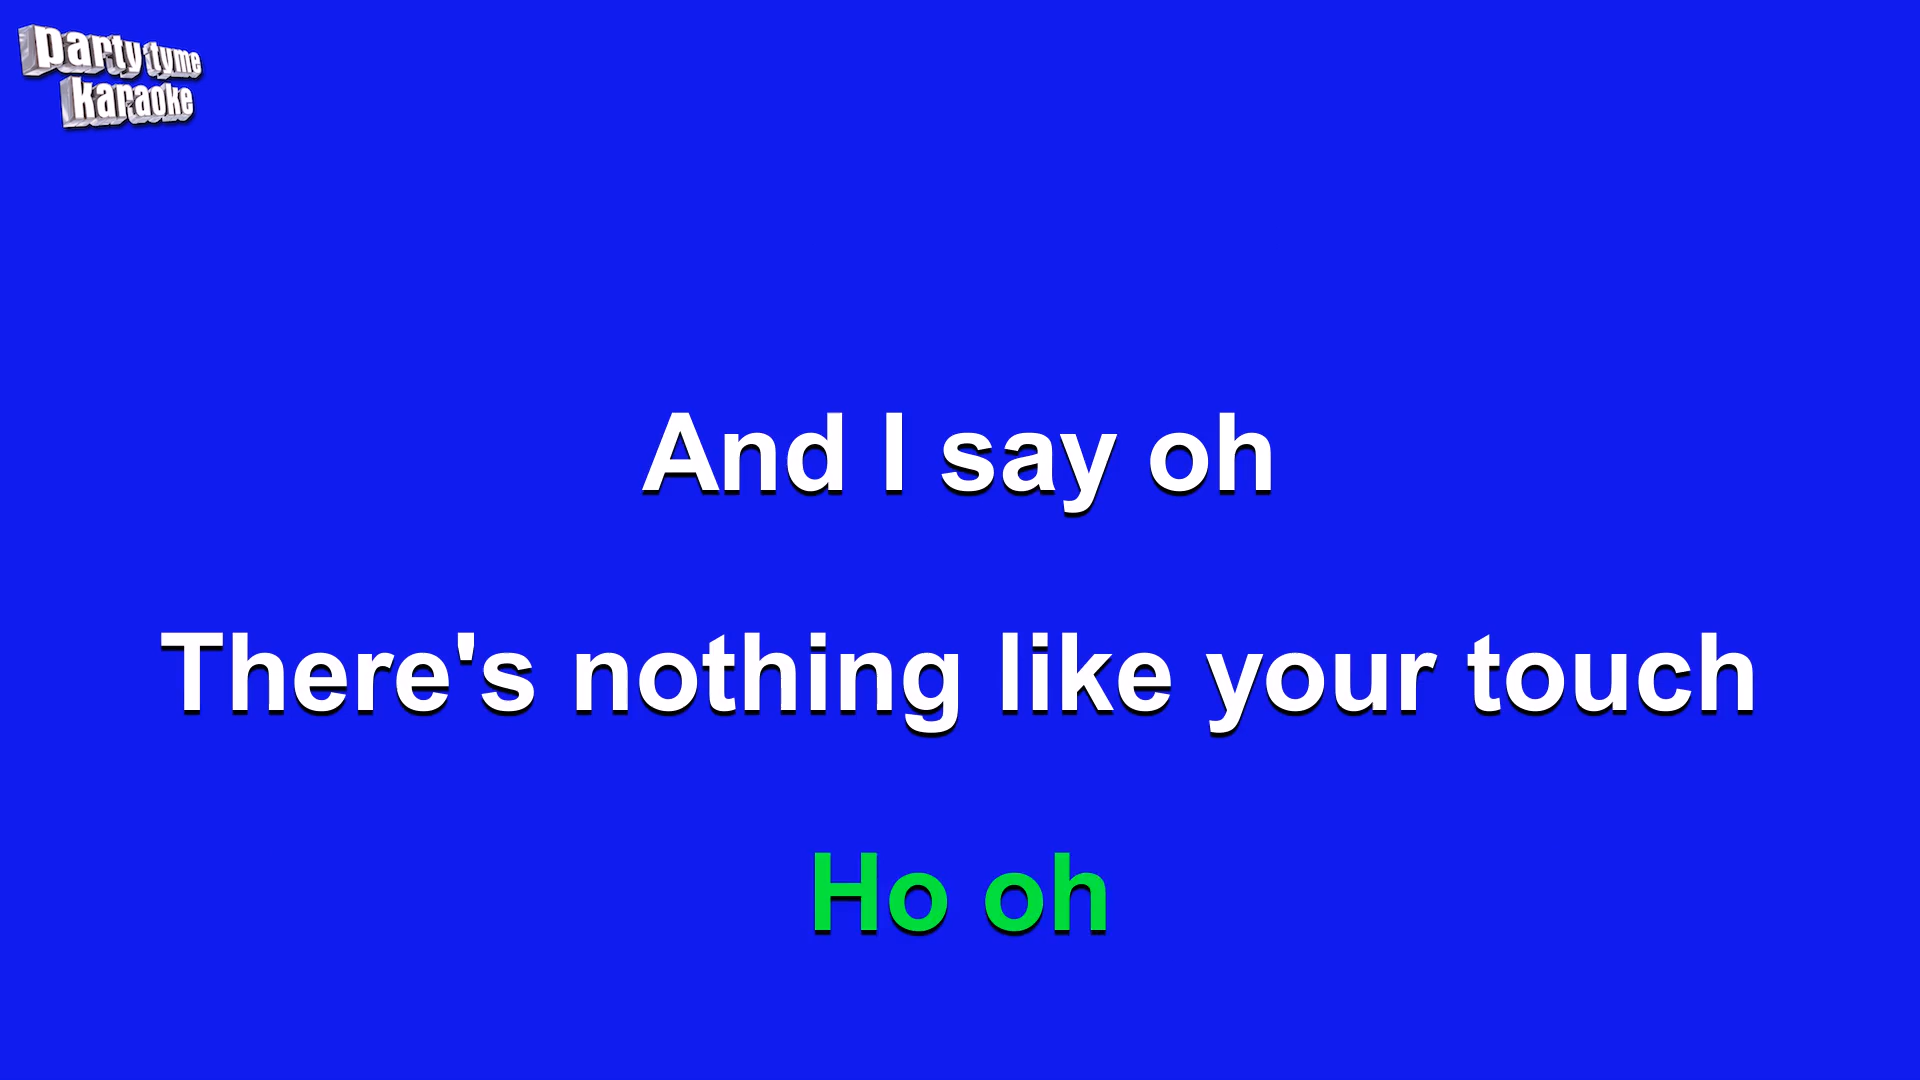 party tyme
karaoke
And I say oh
There's nothing like your touch
Ho oh